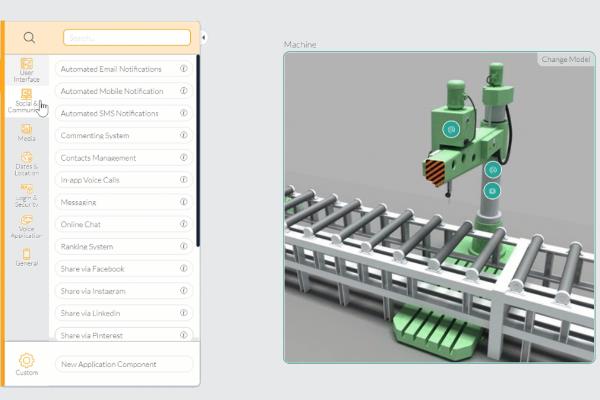 Search...
User
Interface
Social &
Media
Dates &
Location
Login &
Security
Voice
Application
General
Custom
Automated Email Notifications
Automated Mobile Notification
Automated SMS Notifications
Commenting System
Contacts Management
In-app Voice Calls
Messaging
Online Chat
Ranking System
Share via Facebook
Share via Instagram
Share via Linkedin
Share via Pinterest
New Application Component
Machine
Change Model